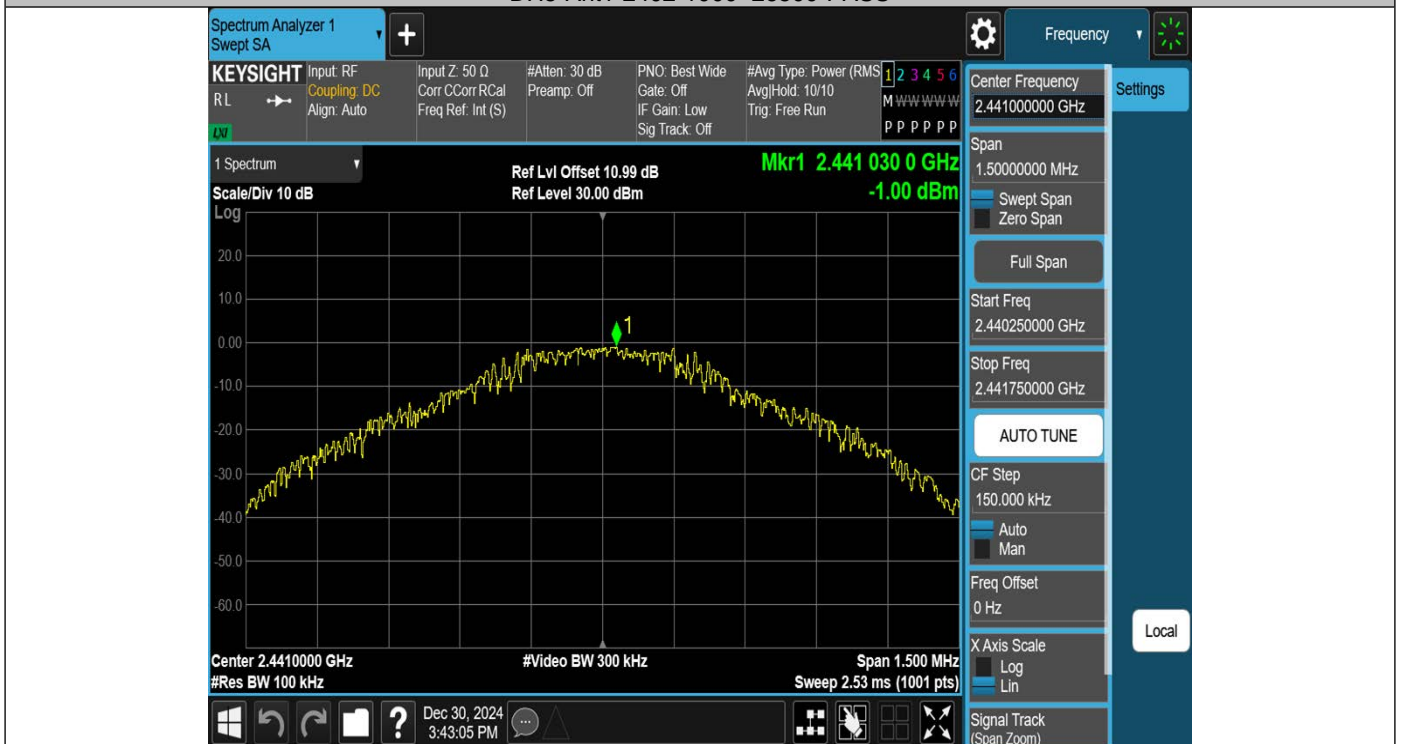 Spectrum Analyzer 1
Swept SA
+
Frequency
KEYSIGHT
Input: RF
Input Z: 50 Ω
#Atten: 30 dB
PNO: Best Wide
#Avg Type: Power (RMS
1 2 3 4 5 6
RL
Coupling: DC
Corr CCorr RCal
Preamp: Off
Gate: Off
Avg|Hold: 10/10
M W W W W W
Align: Auto
Freq Ref: Int (S)
IF Gain: Low
Trig: Free Run
LXI
Sig Track: Off
P P P P P P
Center Frequency
2.441000000 GHz
Settings
1 Spectrum
Ref Lvl Offset 10.99 dB
Mkr1 2.441 030 0 GHz
Scale/Div 10 dB
Ref Level 30.00 dBm
-1.00 dBm
Log
20.0
10.0
0.00
-10.0
-20.0
-30.0
-40.0
-50.0
-60.0
1
Center 2.4410000 GHz
#Video BW 300 kHz
Span 1.500 MHz
#Res BW 100 kHz
Sweep 2.53 ms (1001 pts)
Span
1.50000000 MHz
Swept Span
Zero Span
Full Span
Start Freq
2.440250000 GHz
Stop Freq
2.441750000 GHz
AUTO TUNE
CF Step
150.000 kHz
Auto
Man
Freq Offset
0 Hz
X Axis Scale
Log
Lin
Signal Track
(Span Zoom)
Local
?
Dec 30, 2024
3:43:05 PM